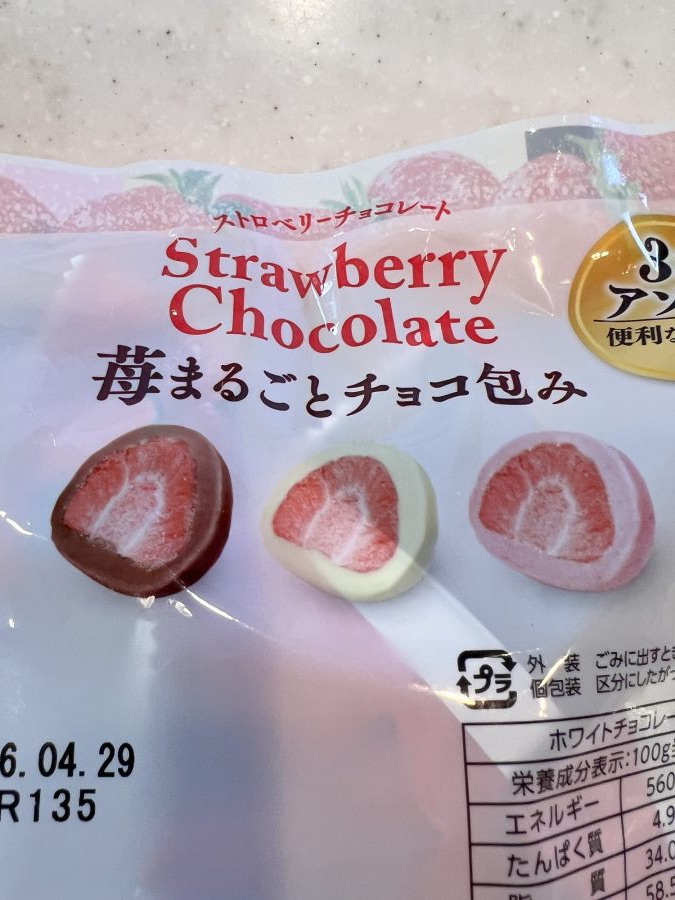 ストロベリーチョコレート
Strawberry
Chocolate
苺まるごとチョコ包み
3
アソ
便利な
プラ
外装 ごみに出すとき
個包装 区分にしたがっ
ホワイトチョコレー
栄養成分表示:100g
エネルギー 560
たんぱく質 4.9
質 34.0
58.5
6.04.29
R135